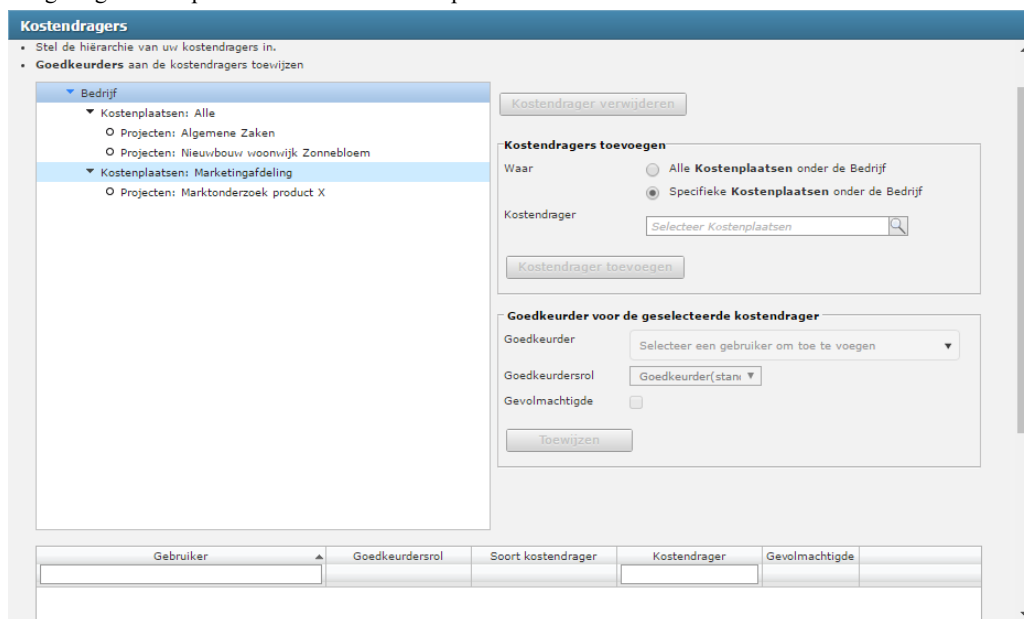 Kostendragers
Stel de hiërarchie van uw kostendragers in.
Goedkeurders aan de kostendragers toewijzen
Bedrijf
Kostenplaatsen: Alle
Projecten: Algemene Zaken
Projecten: Nieuwbouw woonwijk Zonnebloem
Kostenplaatsen: Marketingafdeling
Projecten: Marktonderzoek product X
Kostendrager verwijderen
Kostendragers toevoegen
Waar
Alle Kostenplaatsen onder de Bedrijf
Specifieke Kostenplaatsen onder de Bedrijf
Kostendrager
Selecteer Kostenplaatsen
Kostendrager toevoegen
Goedkeurder voor de geselecteerde kostendrager
Goedkeurder
Selecteer een gebruiker om toe te voegen
Goedkeurdersrol
Goedkeurder(stan
Gevolmachtigde
Toewijzen
Gebruiker Goedkeurdersrol Soort kostendrager Kostendrager Gevolmachtigde